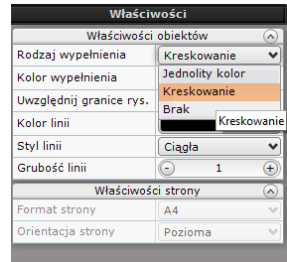 Właściwości
Właściwości obiektów
Rodzaj wypełnienia Kreskowanie
Jednolity kolor
Kolor wypełnienia
Kreskowanie
Uwzględnij granice rys.
Brak
Kreskowanie
Kolor linii
Styl linii Ciągła
Grubość linii - 1 +
Właściwości strony
Format strony A4
Orientacja strony Pozioma